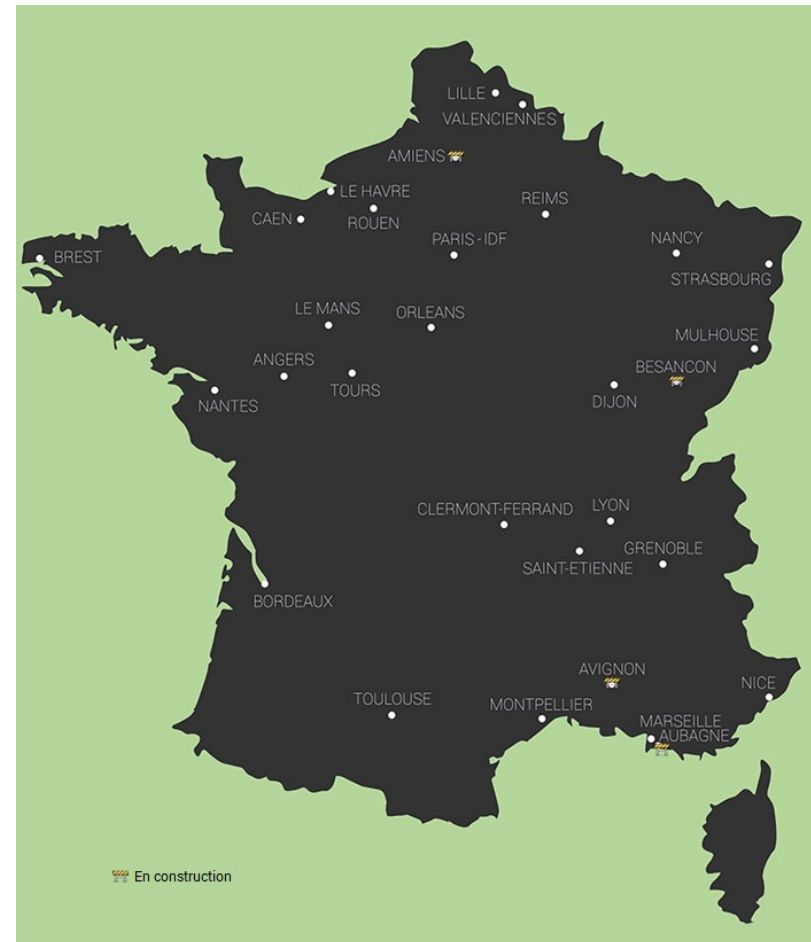 LILLE
VALENCIENNES
AMIENS
LE HAVRE
CAEN
ROUEN
REIMS
PARIS - IDF
NANCY
BREST
STRASBOURG
LE MANS
ORLEANS
MULHOUSE
ANGERS
BESANCON
TOURS
NANTES
DIJON
CLERMONT-FERRAND
LYON
GRENOBLE
SAINT-ETIENNE
BORDEAUX
AVIGNON
NICE
TOULOUSE
MONTPELLIER
MARSEILLE
AUBAGNE
En construction